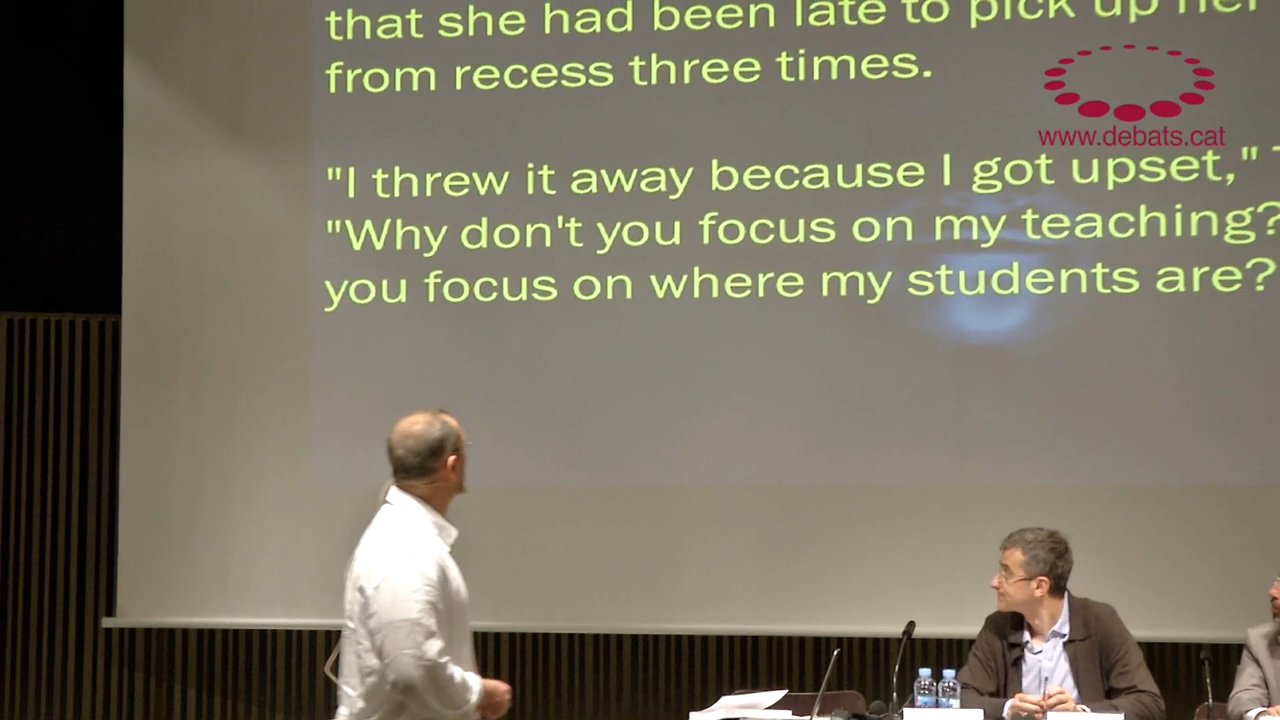 that she had been late to pick up her
from recess three times.
www.debats.cat
"I threw it away because I got upset,"
"Why don't you focus on my teaching?
you focus on where my students are?